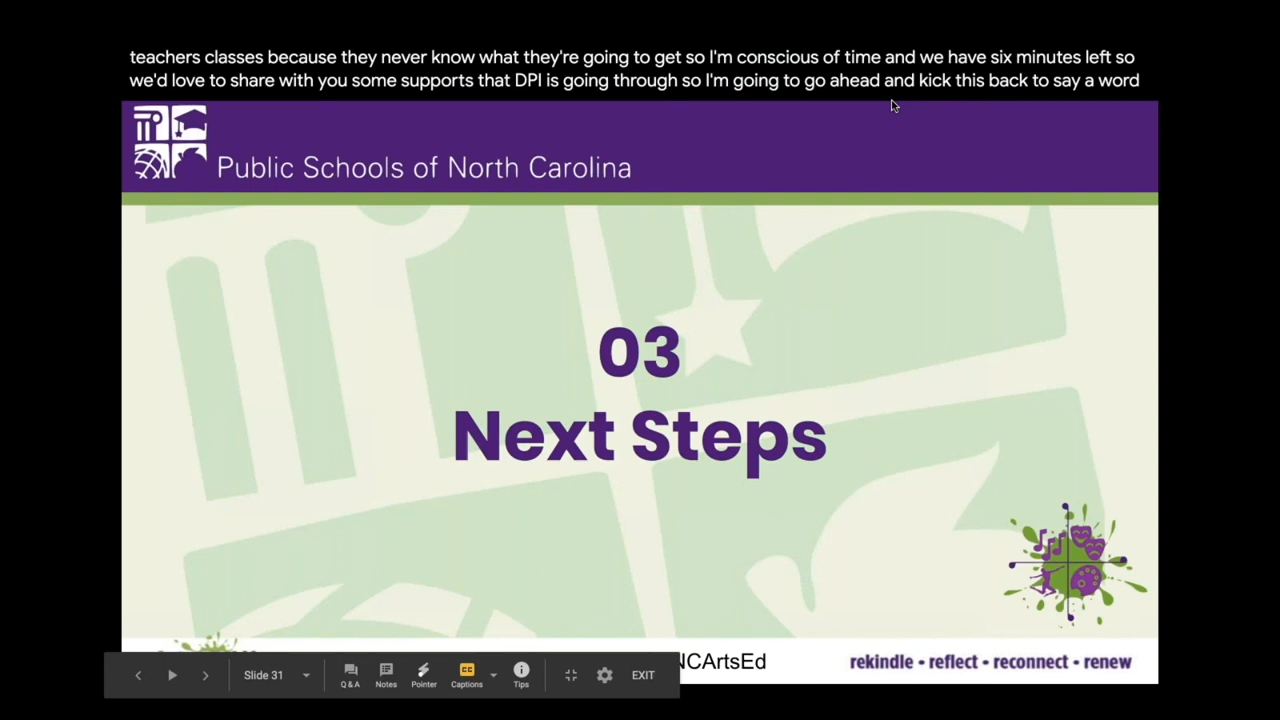 teachers classes because they never know what they're going to get so I'm conscious of time and we have six minutes left so
we'd love to share with you some supports that DPI is going through so I'm going to go ahead and kick this back to say a word
Public Schools of North Carolina
03
Next Steps
NCArtsEd
rekindle • reflect • reconnect • renew
Slide 31
Q & A
Notes
Pointer
Captions
Tips
EXIT